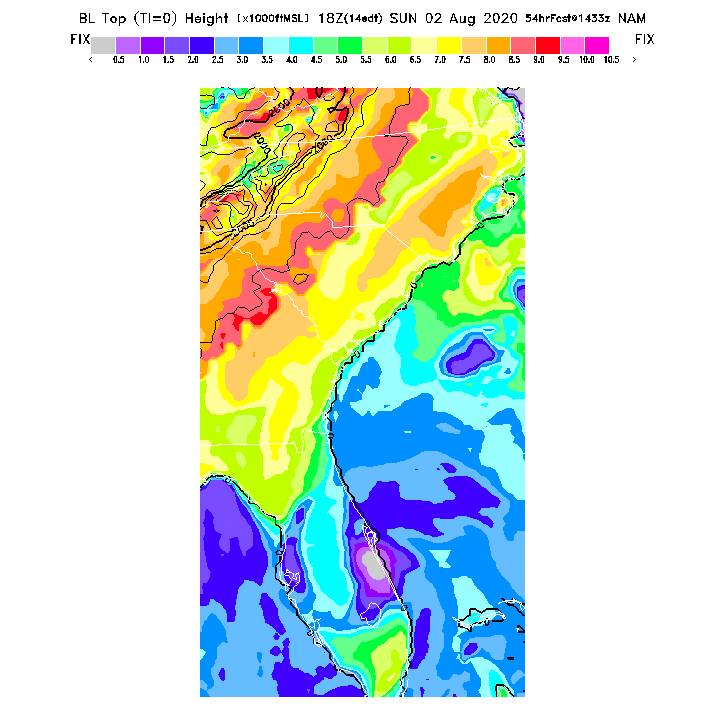 BL Top (TI=0) Height [x1000ftMSL] 18Z(14edt) SUN 02 Aug 2020 54hrFcst@1433z NAM
FIX FIX
< 0.5 1.0 1.5 2.0 2.5 3.0 3.5 4.0 4.5 5.0 5.5 6.0 6.5 7.0 7.5 8.0 8.5 9.0 9.5 10.0 10.5 >
2000
2000